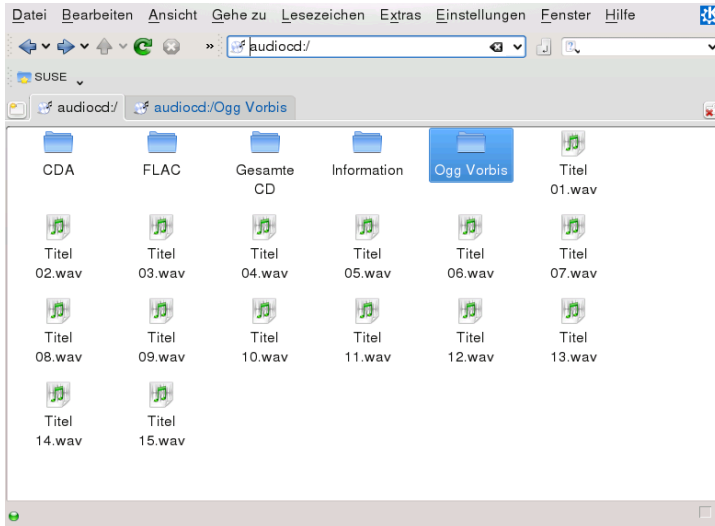 Datei Bearbeiten Ansicht Gehe zu Lesezeichen Extras Einstellungen Fenster Hilfe
» audiocd:/
SUSE
audiocd:/ audiocd:/Ogg Vorbis
CDA FLAC Gesamte Information Ogg Vorbis Titel
CD 01.wav
Titel Titel Titel Titel Titel Titel
02.wav 03.wav 04.wav 05.wav 06.wav 07.wav
Titel Titel Titel Titel Titel Titel
08.wav 09.wav 10.wav 11.wav 12.wav 13.wav
Titel Titel
14.wav 15.wav